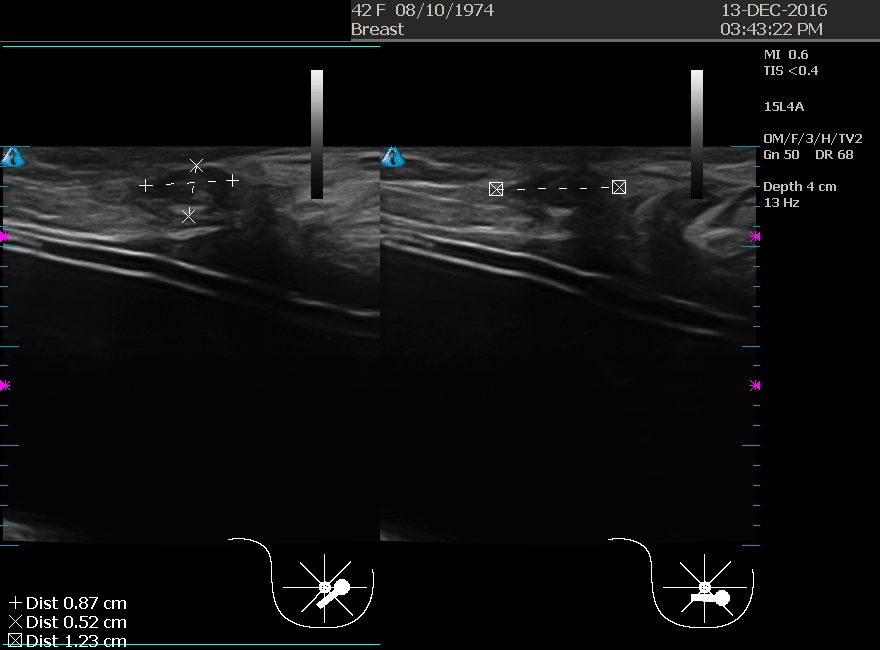 42 F 08/10/1974 13-DEC-2016
Breast 03:43:22 PM
MI 0.6
TIS <0.4
15L4A
OM/F/3/H/TV2
Gn 50 DR 68
Depth 4 cm
13 Hz
Dist 0.87 cm
Dist 0.52 cm
Dist 1.23 cm